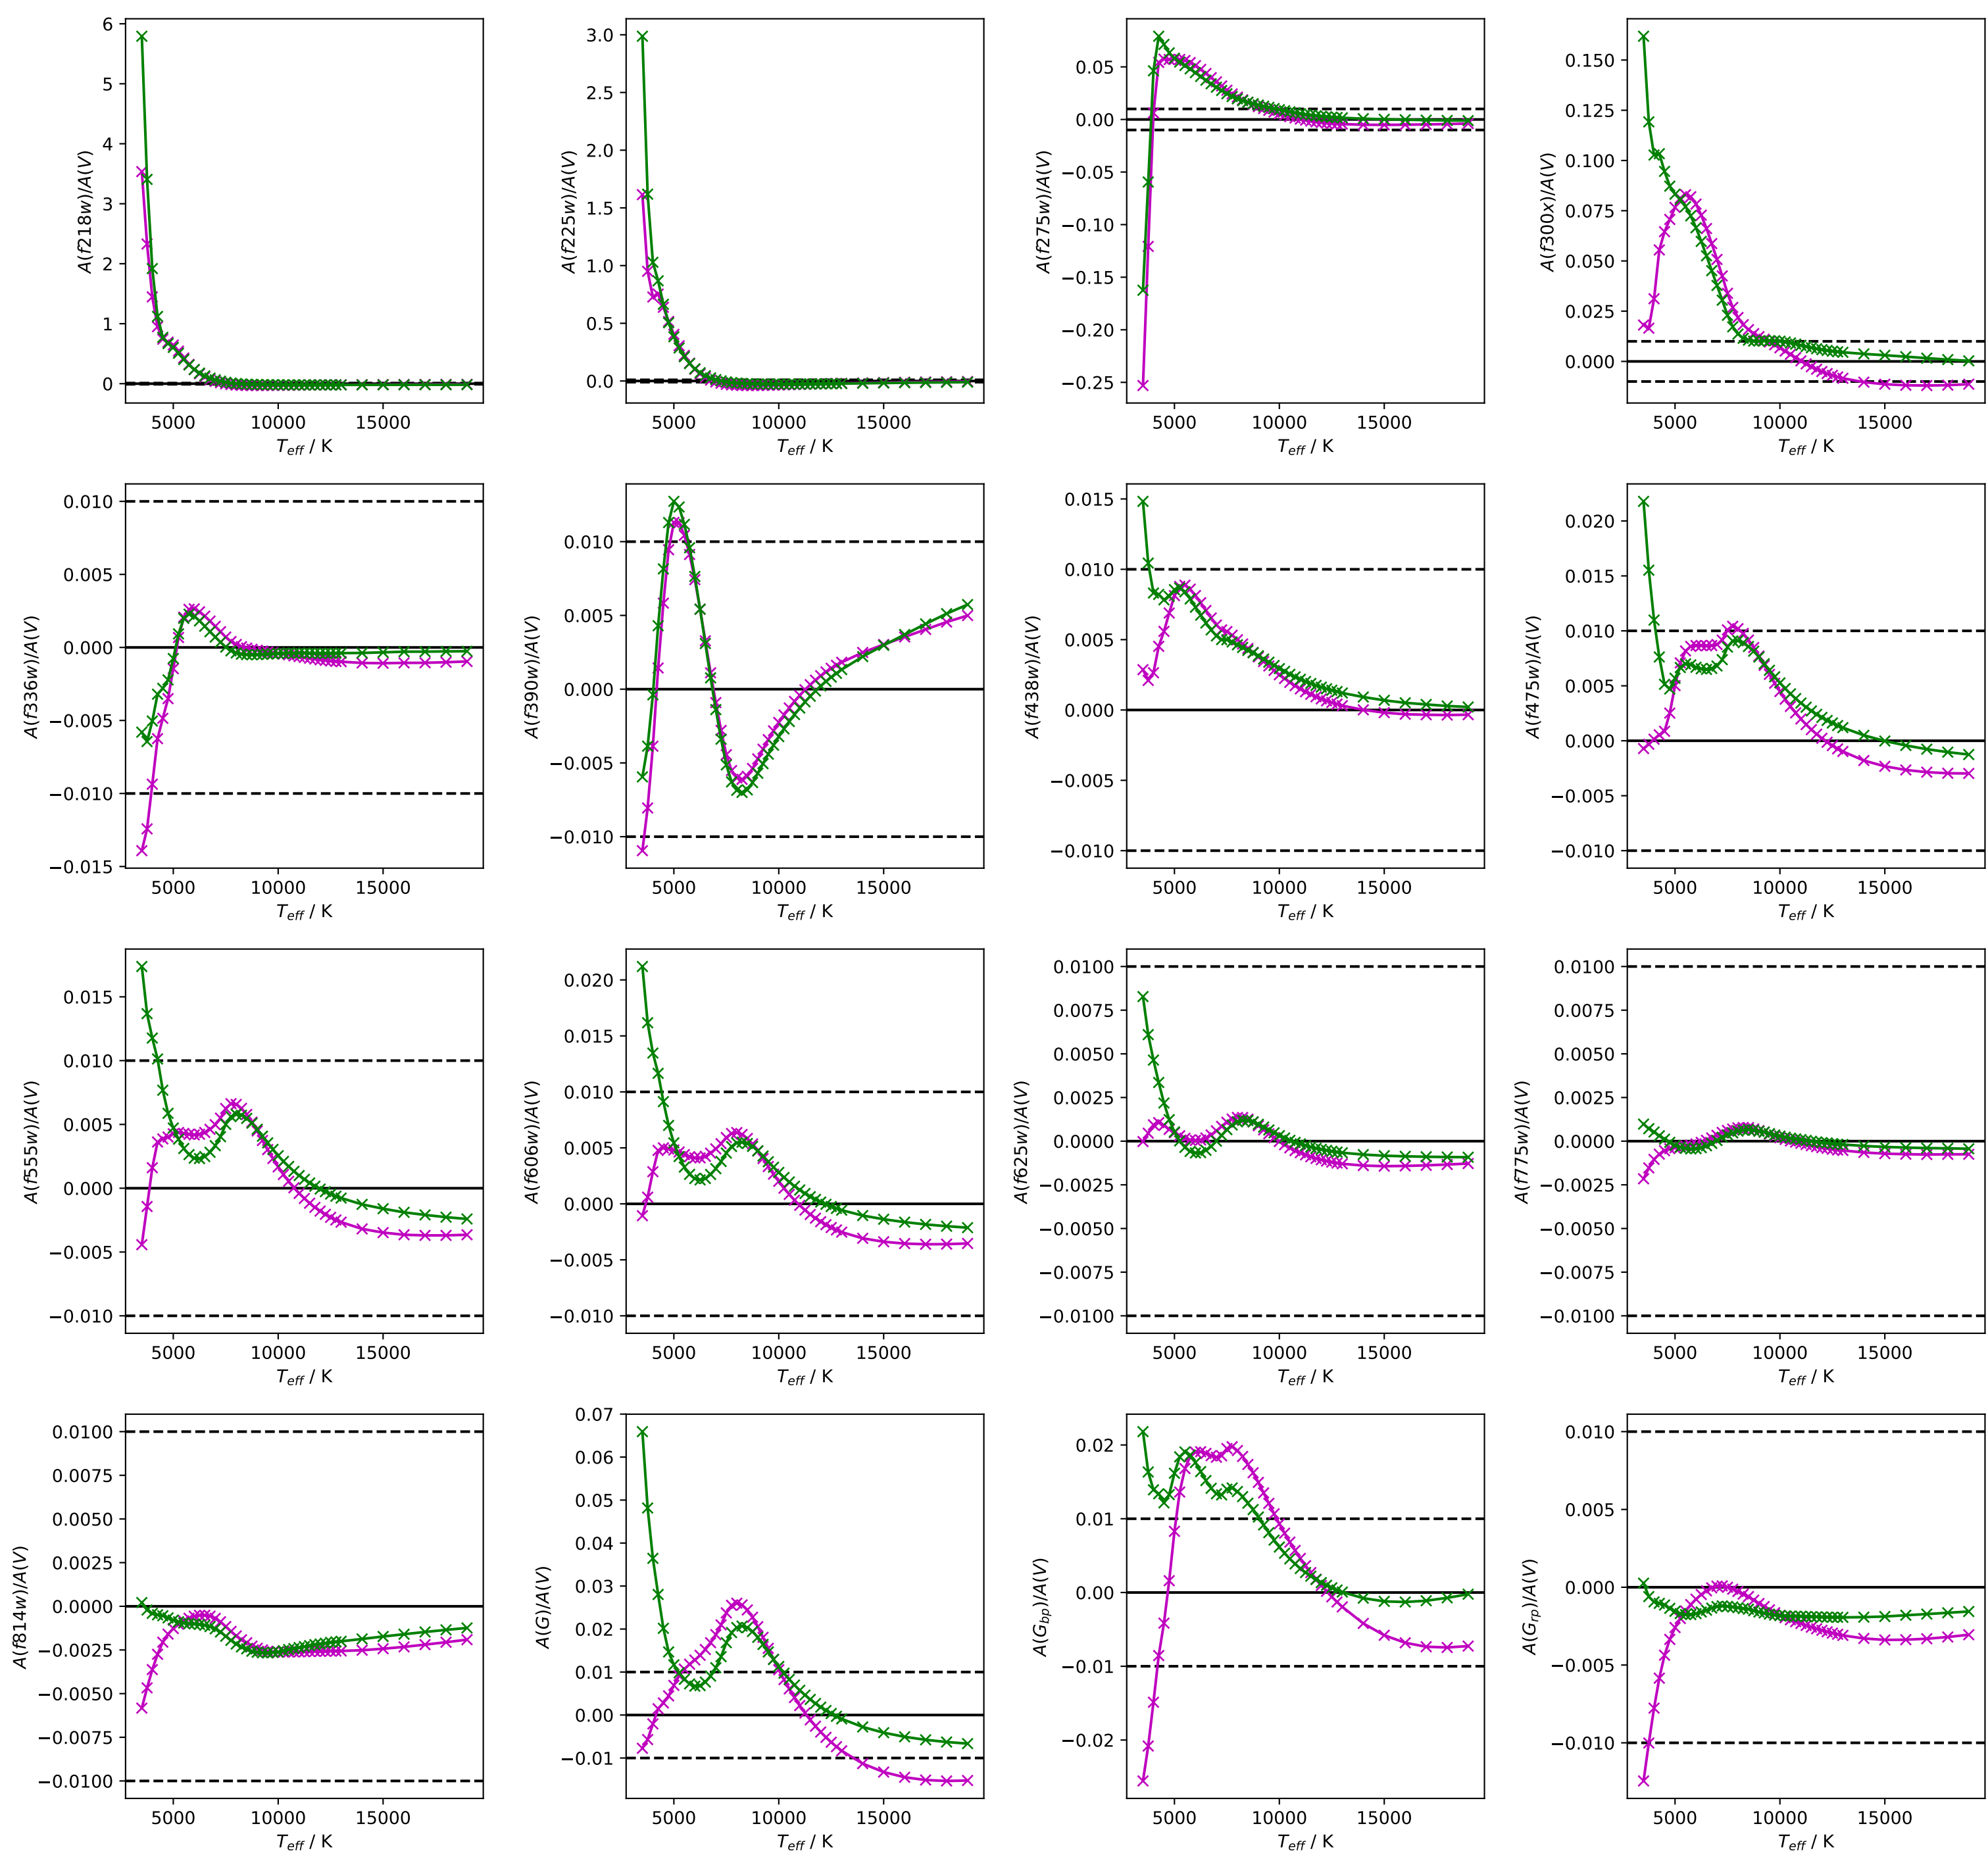 6
5
4
3
2
1
0
A(f218w)/A(V)
5000 10000 15000
T_eff / K
3.0
2.5
2.0
1.5
1.0
0.5
0.0
A(f225w)/A(V)
5000 10000 15000
T_eff / K
0.05
0.00
−0.05
−0.10
−0.15
−0.20
−0.25
A(f275w)/A(V)
5000 10000 15000
T_eff / K
0.150
0.125
0.100
0.075
0.050
0.025
0.000
A(f300x)/A(V)
5000 10000 15000
T_eff / K
0.010
0.005
0.000
−0.005
−0.010
−0.015
A(f336w)/A(V)
5000 10000 15000
T_eff / K
0.010
0.005
0.000
−0.005
−0.010
A(f390w)/A(V)
5000 10000 15000
T_eff / K
0.015
0.010
0.005
0.000
−0.005
−0.010
A(f438w)/A(V)
5000 10000 15000
T_eff / K
0.020
0.015
0.010
0.005
0.000
−0.005
−0.010
A(f475w)/A(V)
5000 10000 15000
T_eff / K
0.015
0.010
0.005
0.000
−0.005
−0.010
A(f555w)/A(V)
5000 10000 15000
T_eff / K
0.020
0.015
0.010
0.005
0.000
−0.005
−0.010
A(f606w)/A(V)
5000 10000 15000
T_eff / K
0.0100
0.0075
0.0050
0.0025
0.0000
−0.0025
−0.0050
−0.0075
−0.0100
A(f625w)/A(V)
5000 10000 15000
T_eff / K
0.0100
0.0075
0.0050
0.0025
0.0000
−0.0025
−0.0050
−0.0075
−0.0100
A(f775w)/A(V)
5000 10000 15000
T_eff / K
0.0100
0.0075
0.0050
0.0025
0.0000
−0.0025
−0.0050
−0.0075
−0.0100
A(f814w)/A(V)
5000 10000 15000
T_eff / K
0.07
0.06
0.05
0.04
0.03
0.02
0.01
0.00
−0.01
A(G)/A(V)
5000 10000 15000
T_eff / K
0.02
0.01
0.00
−0.01
−0.02
A(G_bp)/A(V)
5000 10000 15000
T_eff / K
0.010
0.005
0.000
−0.005
−0.010
A(G_rp)/A(V)
5000 10000 15000
T_eff / K